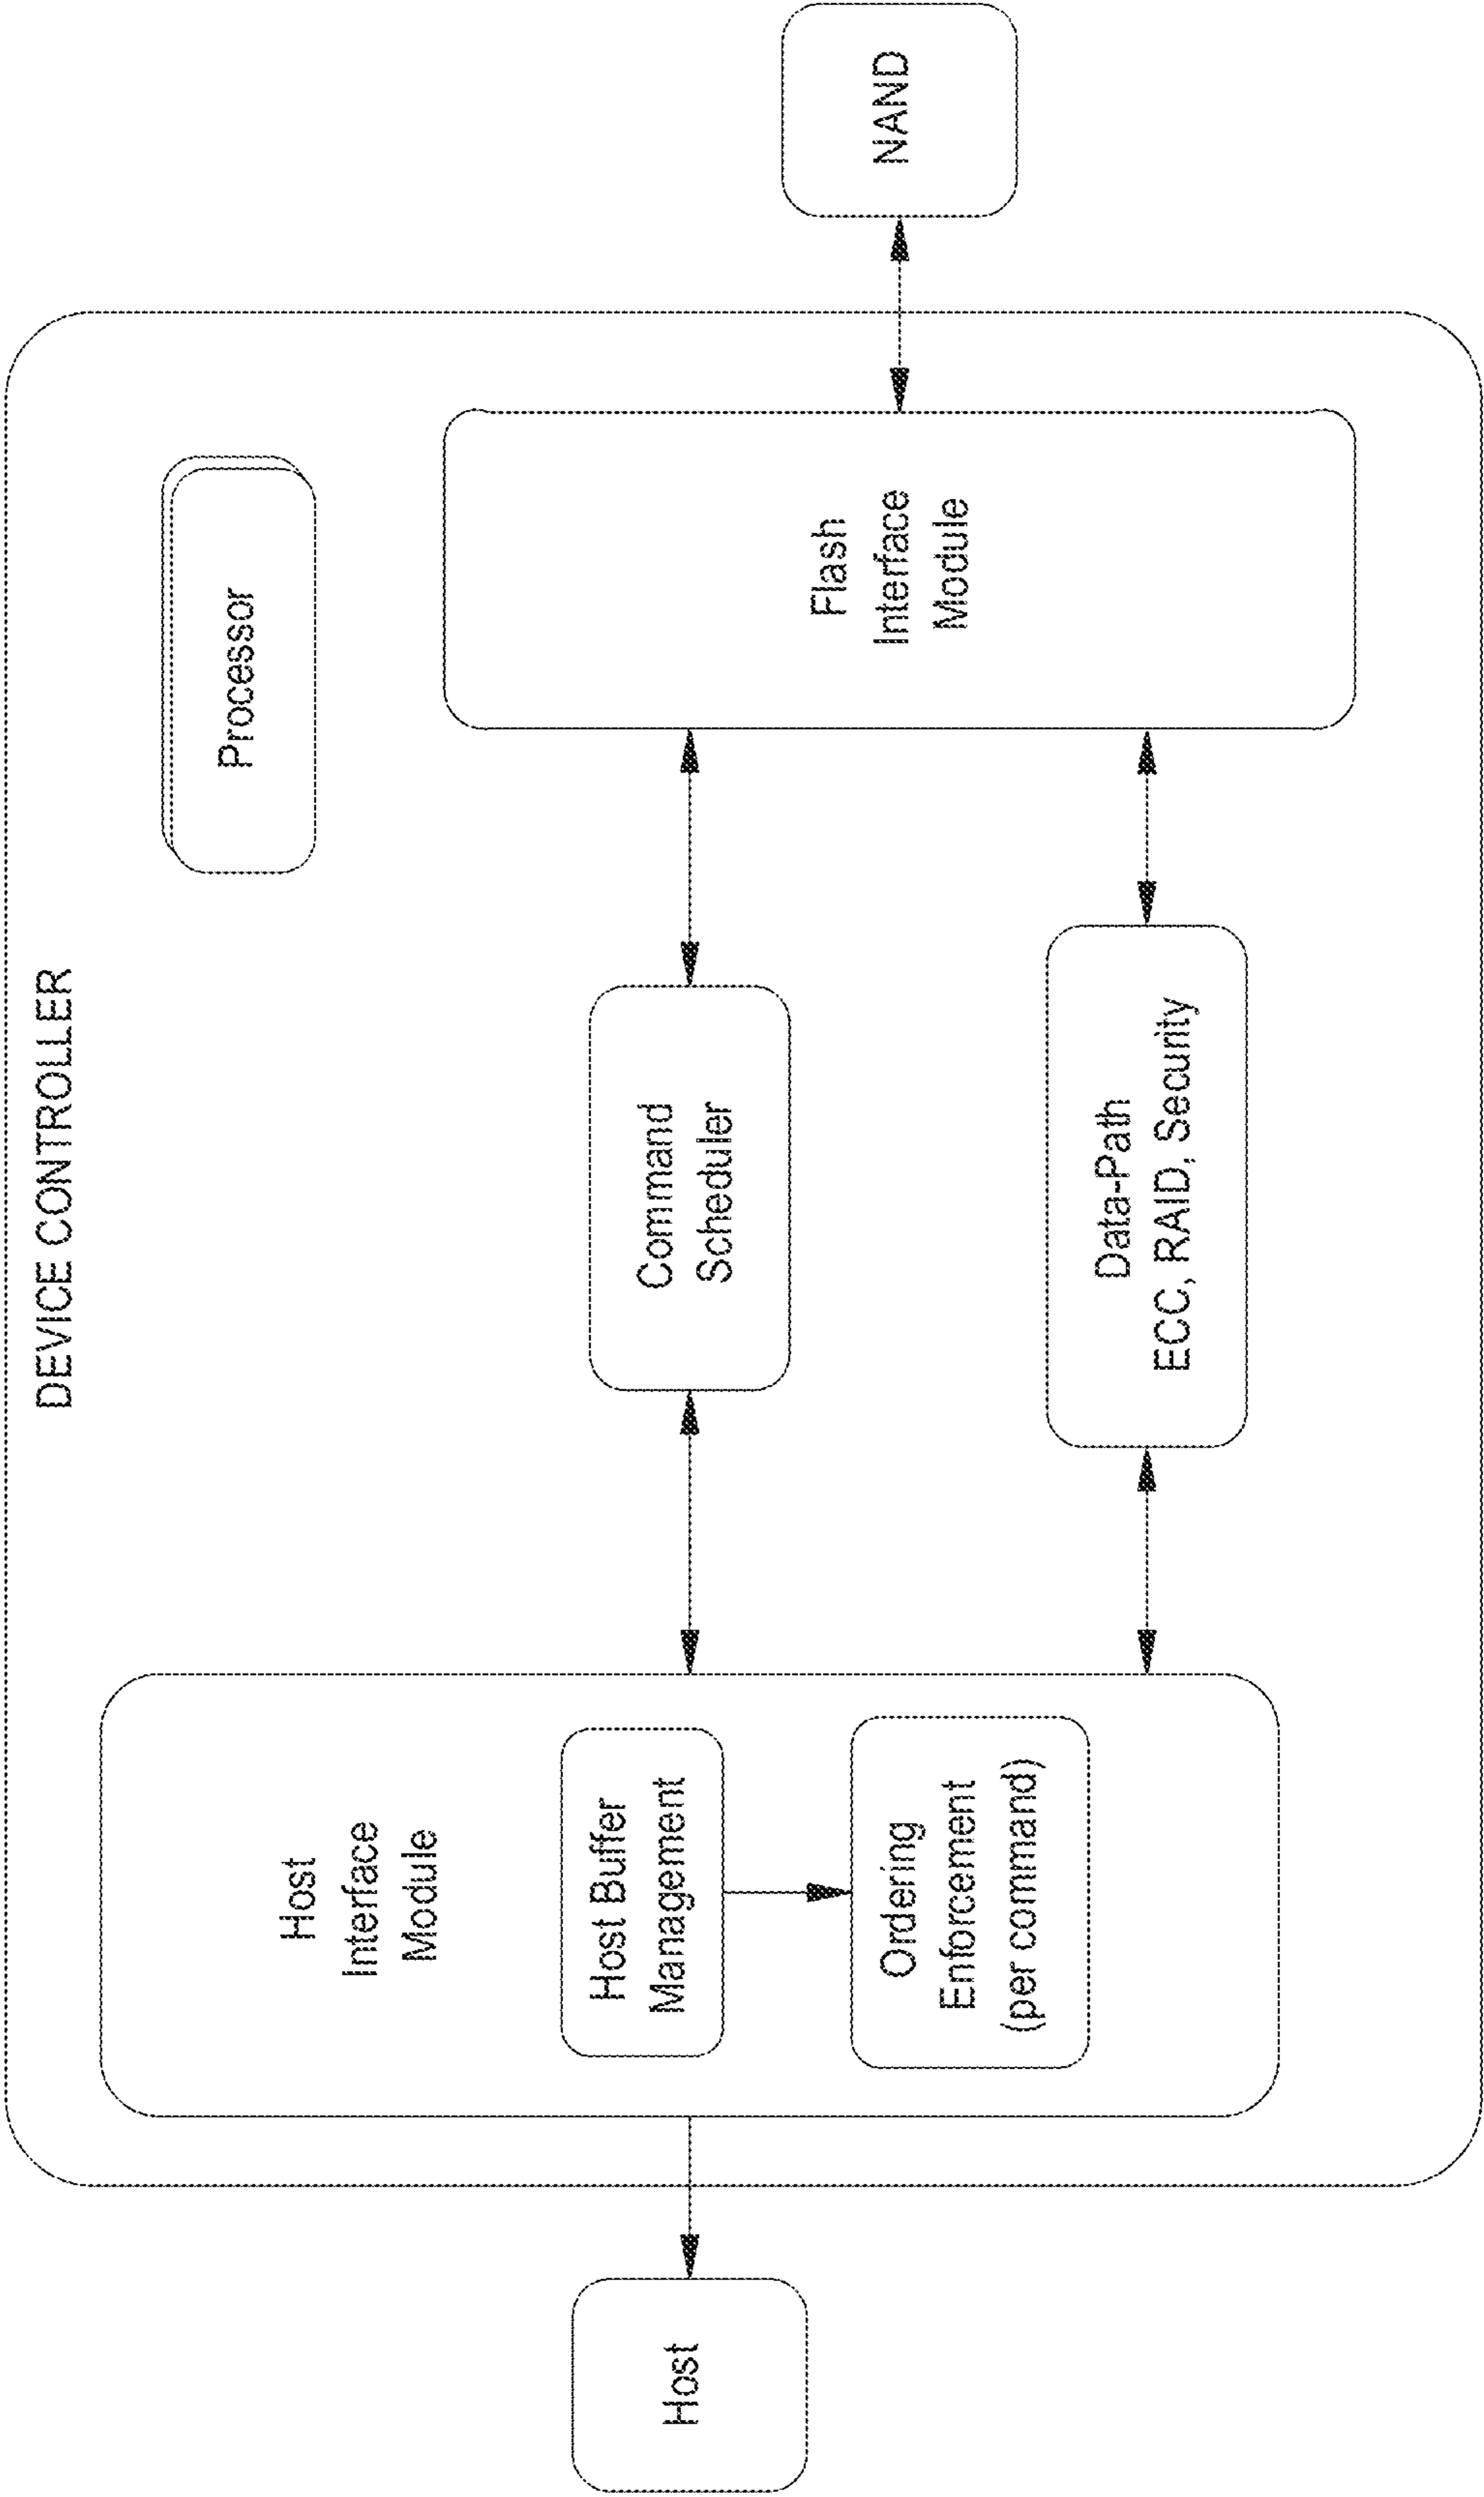 DEVICE CONTROLLER
Host
Host
Interface
Module
Host Buffer
Management
Ordering
Enforcement
(per command)
Command
Scheduler
Data-Path
ECC, RAID, Security
Processor
Flash
Interface
Module
NAND